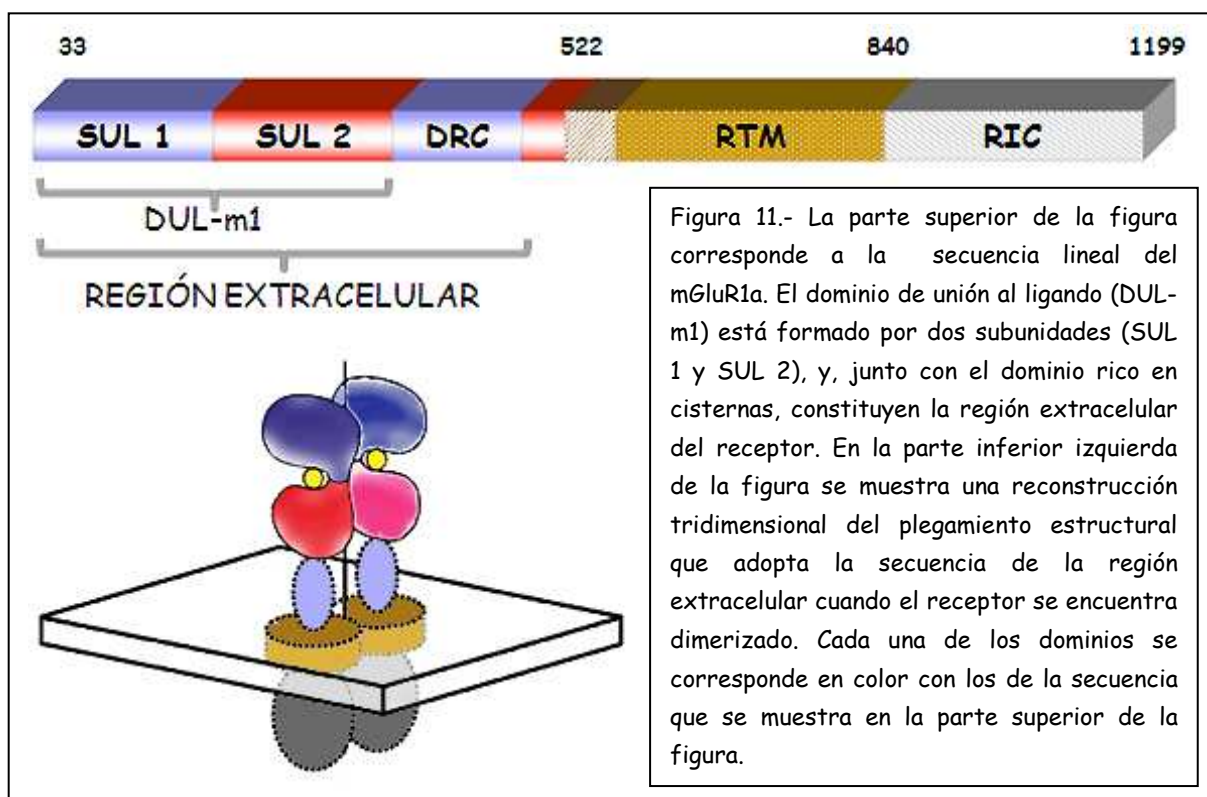 33 522 840 1199
SUL 1 SUL 2 DRC RTM RIC
DUL-m1
REGIÓN EXTRACELULAR
Figura 11.- La parte superior de la figura
corresponde a la secuencia lineal del
mGluR1a. El dominio de unión al ligando (DUL-
m1) está formado por dos subunidades (SUL
1 y SUL 2), y, junto con el dominio rico en
cisternas, constituyen la región extracelular
del receptor. En la parte inferior izquierda
de la figura se muestra una reconstrucción
tridimensional del plegamiento estructural
que adopta la secuencia de la región
extracelular cuando el receptor se encuentra
dimerizado. Cada una de los dominios se
corresponde en color con los de la secuencia
que se muestra en la parte superior de la
figura.